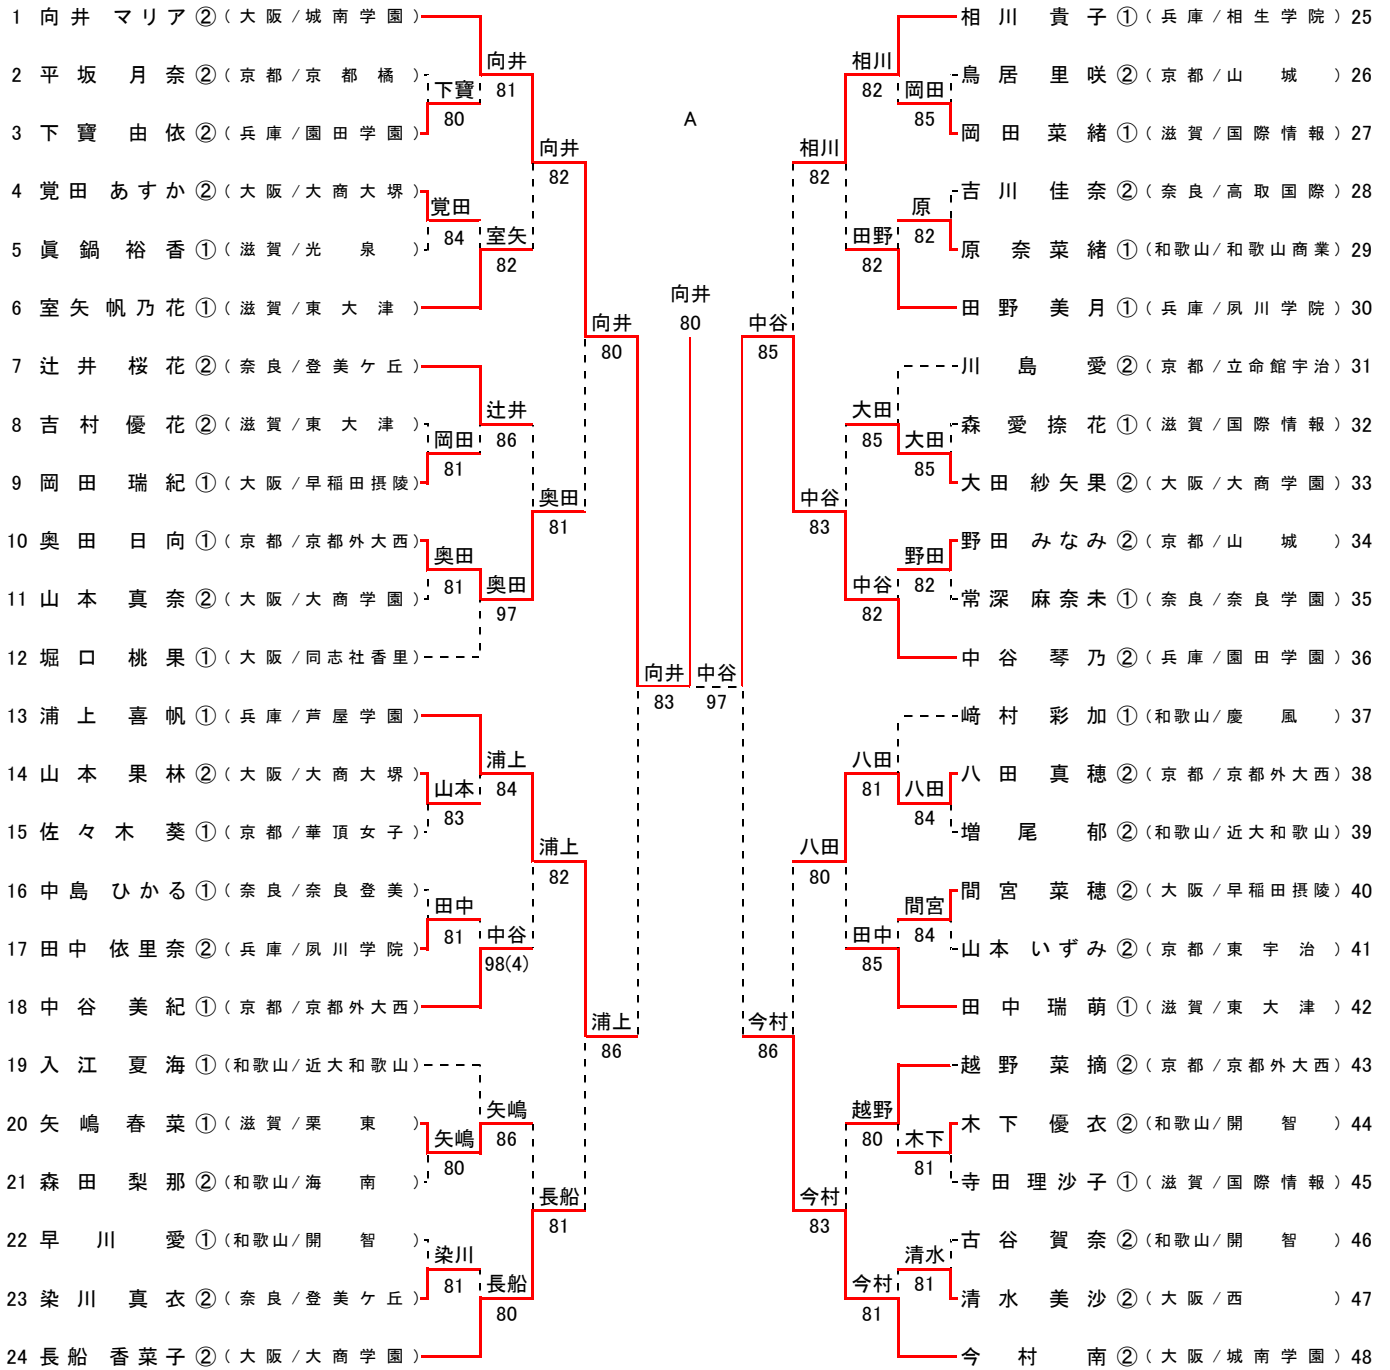 1 向井 マリア ② (大阪/城南学園)
2 平坂 月奈 ② (京都/京都橘)
3 下寶 由依 ② (兵庫/園田学園)
4 覚田 あすか ② (大阪/大商大堺)
5 眞鍋 裕香 ① (滋賀/光泉)
6 室矢 帆乃花 ① (滋賀/東大津)
7 辻井 桜花 ② (奈良/登美ケ丘)
8 吉村 優花 ② (滋賀/東大津)
9 岡田 瑞紀 ① (大阪/早稲田摂陵)
10 奥田 日向 ① (京都/京都外大西)
11 山本 真奈 ② (大阪/大商学園)
12 堀口 桃果 ① (大阪/同志社香里)
13 浦上 喜帆 ① (兵庫/芦屋学園)
14 山本 果林 ② (大阪/大商大堺)
15 佐々木 葵 ① (京都/華頂女子)
16 中島 ひかる ① (奈良/奈良登美)
17 田中 依里奈 ② (兵庫/夙川学院)
18 中谷 美紀 ① (京都/京都外大西)
19 入江 夏海 ① (和歌山/近大和歌山)
20 矢嶋 春菜 ① (滋賀/栗東)
21 森田 梨那 ② (和歌山/海南)
22 早川 愛 ① (和歌山/開智)
23 染川 真衣 ② (奈良/登美ケ丘)
24 長船 香菜子 ② (大阪/大商学園)
下寶
80
覚田
84
岡田
81
奥田
81
山本
83
田中
81
矢嶋
80
染川
81
向井
81
室矢
82
辻井
86
奥田
97
浦上
84
中谷
98(4)
矢嶋
86
長船
80
向井
82
奥田
81
浦上
82
長船
81
向井
80
浦上
86
向井
83
A
向井
80
中谷
97
中谷
85
今村
86
相川
82
中谷
83
八田
80
今村
83
相川
82
田野
82
大田
85
中谷
82
八田
81
田中
85
越野
80
今村
81
岡田
85
原
82
大田
85
野田
82
八田
84
間宮
84
木下
81
清水
81
相川 貴子 ① (兵庫/相生学院) 25
鳥居 里咲 ② (京都/山城) 26
岡田 菜緒 ① (滋賀/国際情報) 27
吉川 佳奈 ② (奈良/高取国際) 28
原 奈菜緒 ① (和歌山/和歌山商業) 29
田野 美月 ① (兵庫/夙川学院) 30
川島 愛 ② (京都/立命館宇治) 31
森 愛捺花 ① (滋賀/国際情報) 32
大田 紗矢果 ② (大阪/大商学園) 33
野田 みなみ ② (京都/山城) 34
常深 麻奈未 ① (奈良/奈良学園) 35
中谷 琴乃 ② (兵庫/園田学園) 36
﨑村 彩加 ① (和歌山/慶風) 37
八田 真穂 ② (京都/京都外大西) 38
増尾 郁 ② (和歌山/近大和歌山) 39
間宮 菜穂 ② (大阪/早稲田摂陵) 40
山本 いずみ ② (京都/東宇治) 41
田中 瑞萌 ① (滋賀/東大津) 42
越野 菜摘 ② (京都/京都外大西) 43
木下 優衣 ② (和歌山/開智) 44
寺田 理沙子 ① (滋賀/国際情報) 45
古谷 賀奈 ② (和歌山/開智) 46
清水 美沙 ② (大阪/西) 47
今村 南 ② (大阪/城南学園) 48